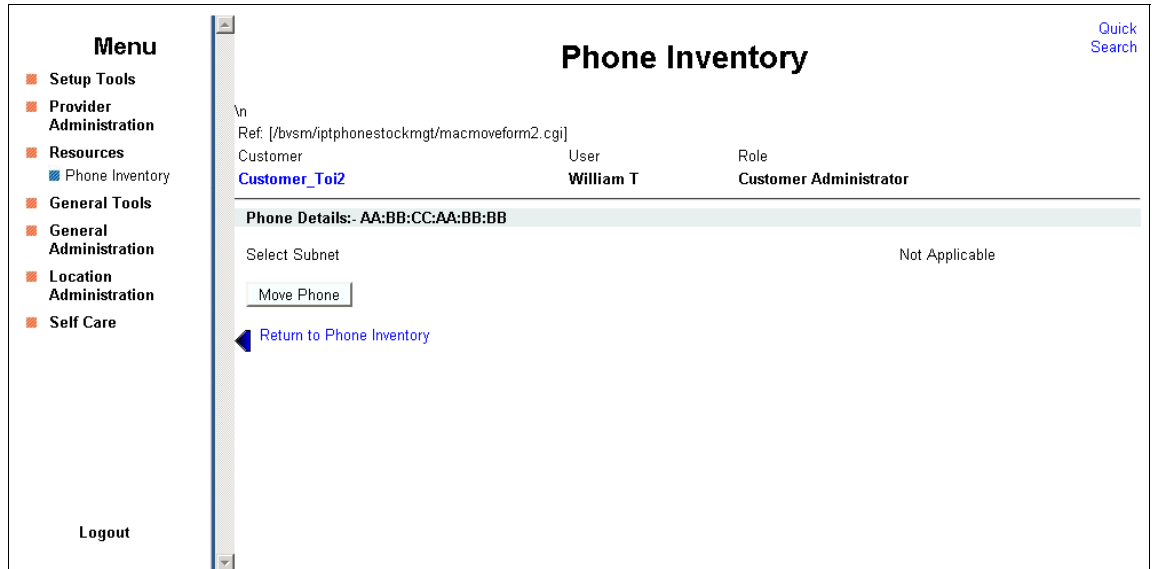 Menu
Setup Tools
Provider
Administration
Resources
Phone Inventory
General Tools
General
Administration
Location
Administration
Self Care
Logout
Quick
Search
Phone Inventory
\n
Ref: [/bvsm/iptphonestockmgt/macmoveform2.cgi]
Customer User Role
Customer_Toi2 William T Customer Administrator
Phone Details:- AA:BB:CC:AA:BB:BB
Select Subnet Not Applicable
Move Phone
Return to Phone Inventory